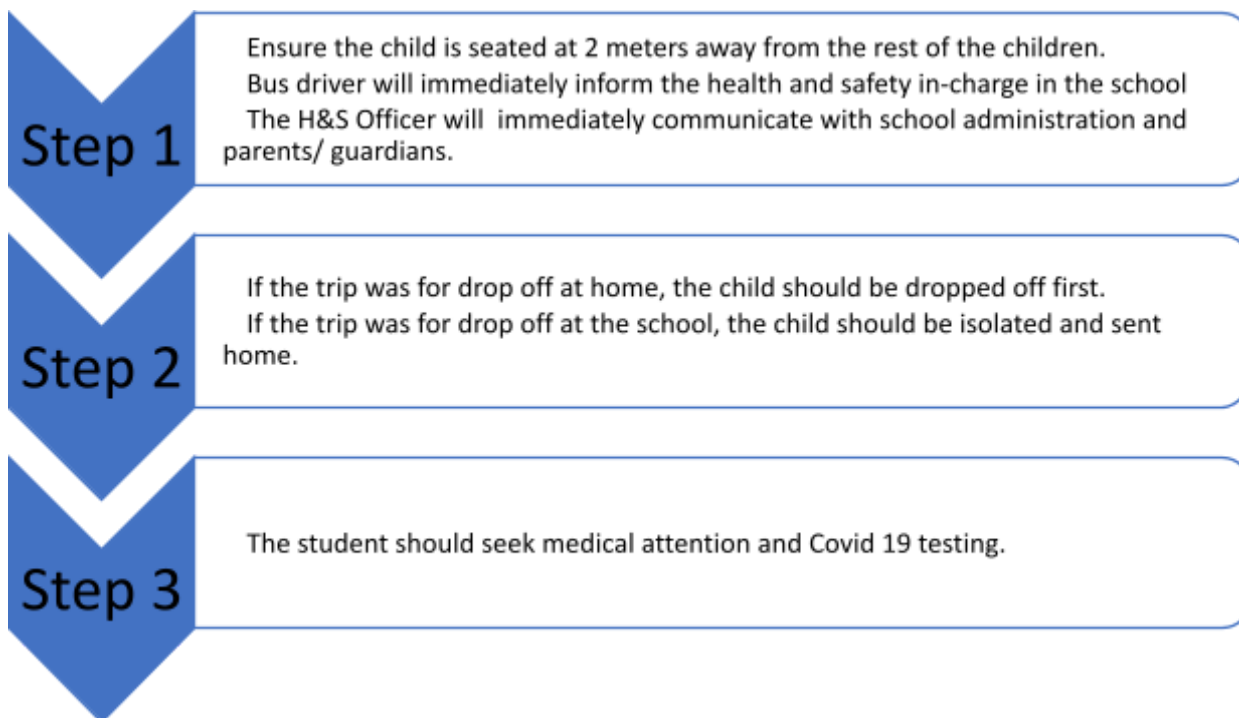 Step 1
Ensure the child is seated at 2 meters away from the rest of the children.
Bus driver will immediately inform the health and safety in-charge in the school
The H&S Officer will  immediately communicate with school administration and
parents/ guardians.
Step 2
If the trip was for drop off at home, the child should be dropped off first.
If the trip was for drop off at the school, the child should be isolated and sent
home.
Step 3
The student should seek medical attention and Covid 19 testing.